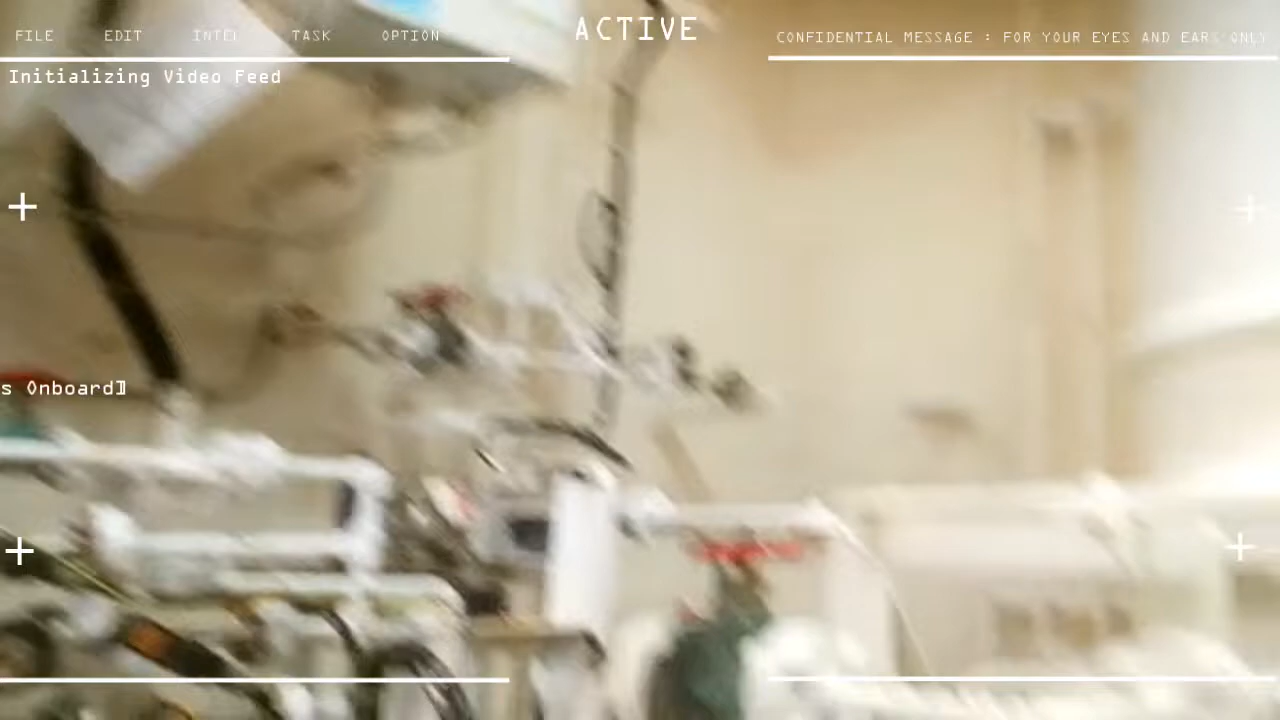 FILE EDIT INTEL TASK OPTION
ACTIVE
CONFIDENTIAL MESSAGE : FOR YOUR EYES AND EARS ONLY
Initializing Video Feed
s Onboard]